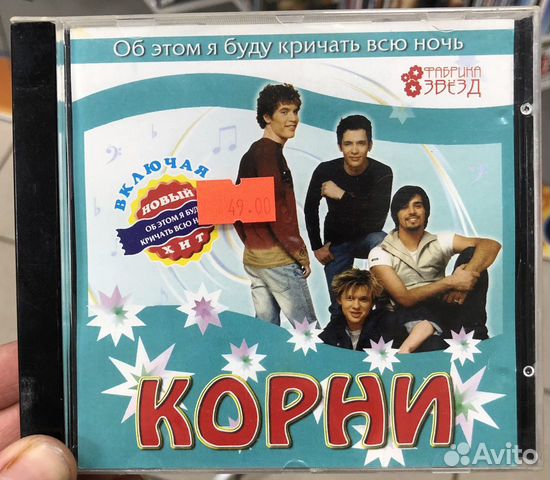 Об этом я буду кричать всю ночь
ФАБРИКА
ЗВЁЗД
ВКЛЮЧАЯ
НОВЫЙ
ОБ ЭТОМ Я БУД
КРИЧАТЬ ВСЮ Н
ХИТ
49.00
КОРНИ
Avito